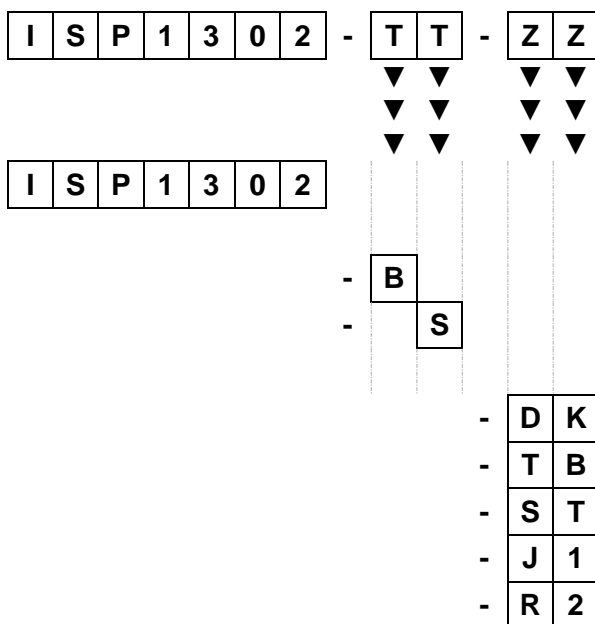 ISP1302 - TT - ZZ
ISP1302
- B
- S
- DK
- TB
- ST
- J1
- R2